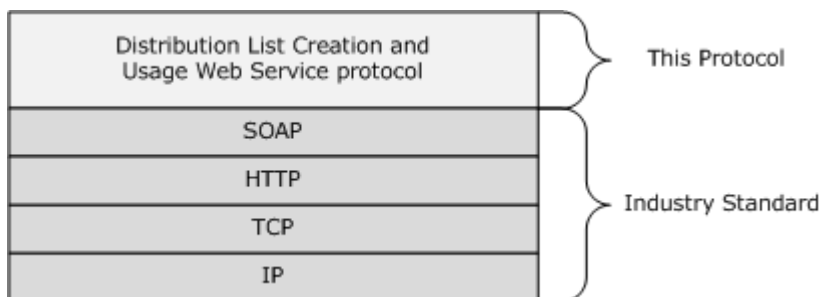 Distribution List Creation and
Usage Web Service protocol
This Protocol
SOAP
HTTP
TCP
IP
Industry Standard